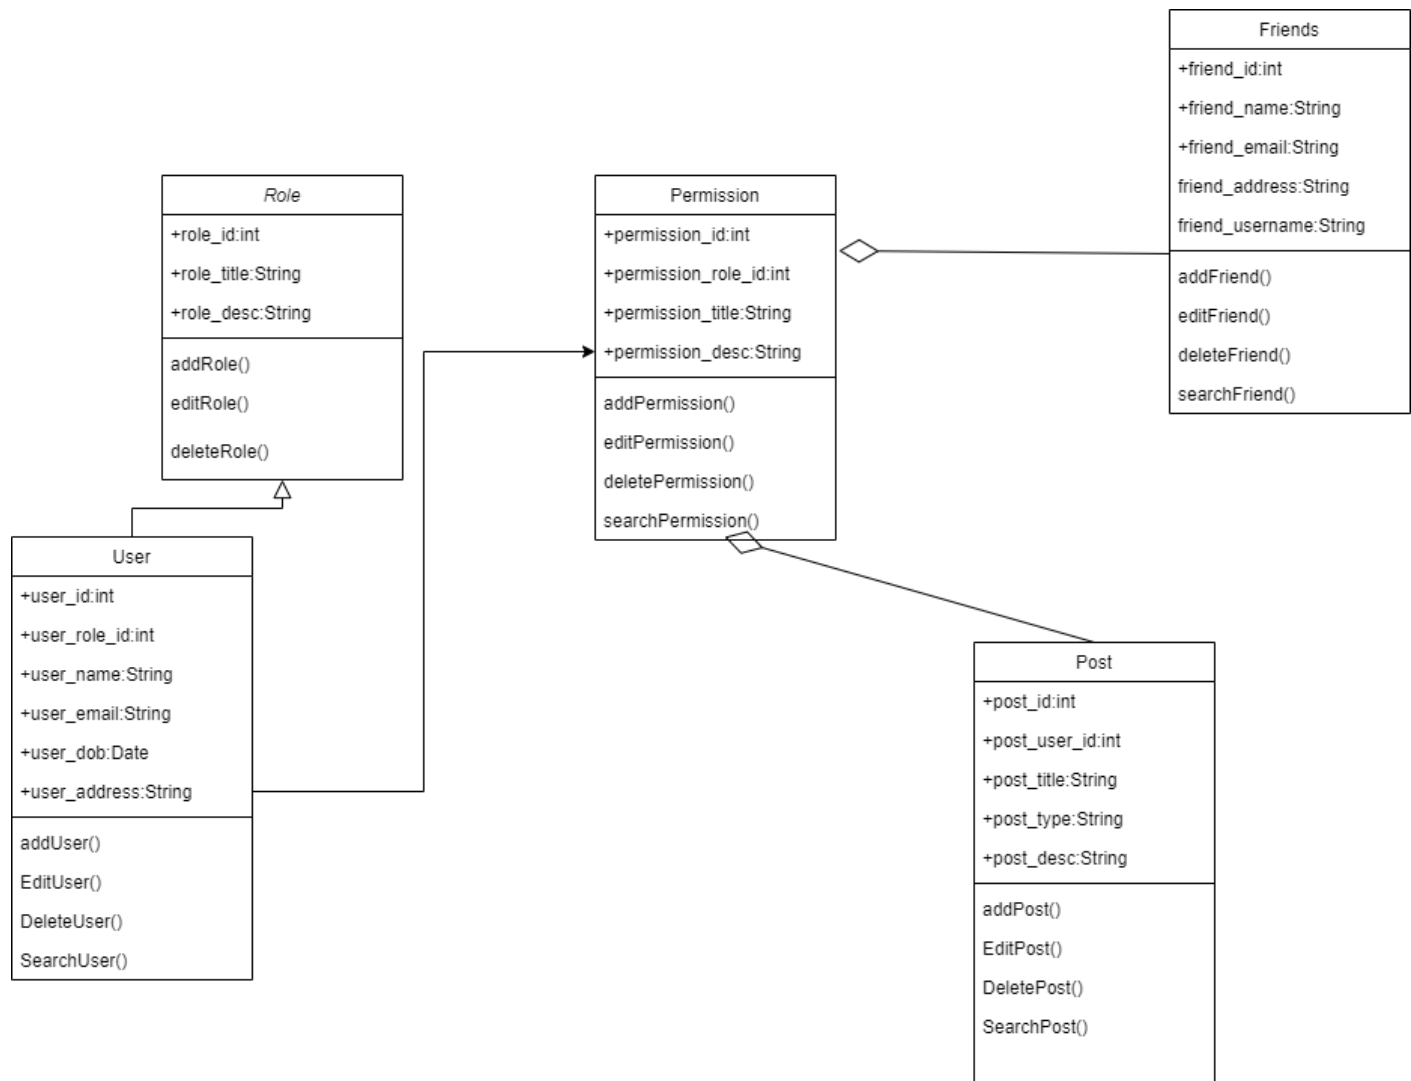 Friends
+friend_id:int
+friend_name:String
+friend_email:String
friend_address:String
friend_username:String
addFriend()
editFriend()
deleteFriend()
searchFriend()
Role
+role_id:int
+role_title:String
+role_desc:String
addRole()
editRole()
deleteRole()
Permission
+permission_id:int
+permission_role_id:int
+permission_title:String
+permission_desc:String
addPermission()
editPermission()
deletePermission()
searchPermission()
User
+user_id:int
+user_role_id:int
+user_name:String
+user_email:String
+user_dob:Date
+user_address:String
addUser()
EditUser()
DeleteUser()
SearchUser()
Post
+post_id:int
+post_user_id:int
+post_title:String
+post_type:String
+post_desc:String
addPost()
EditPost()
DeletePost()
SearchPost()